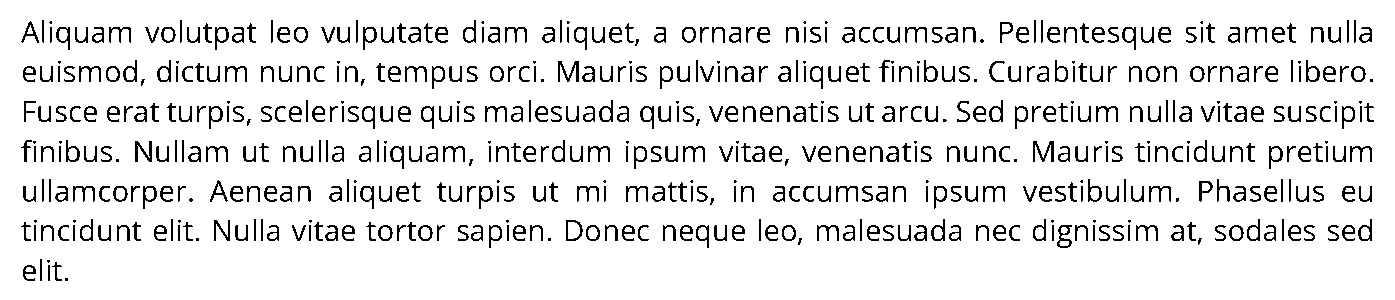 Aliquam volutpat leo vulputate diam aliquet, a ornare nisi accumsan. Pellentesque sit amet nulla
euismod, dictum nunc in, tempus orci. Mauris pulvinar aliquet finibus. Curabitur non ornare libero.
Fusce erat turpis, scelerisque quis malesuada quis, venenatis ut arcu. Sed pretium nulla vitae suscipit
finibus. Nullam ut nulla aliquam, interdum ipsum vitae, venenatis nunc. Mauris tincidunt pretium
ullamcorper. Aenean aliquet turpis ut mi mattis, in accumsan ipsum vestibulum. Phasellus eu
tincidunt elit. Nulla vitae tortor sapien. Donec neque leo, malesuada nec dignissim at, sodales sed
elit.